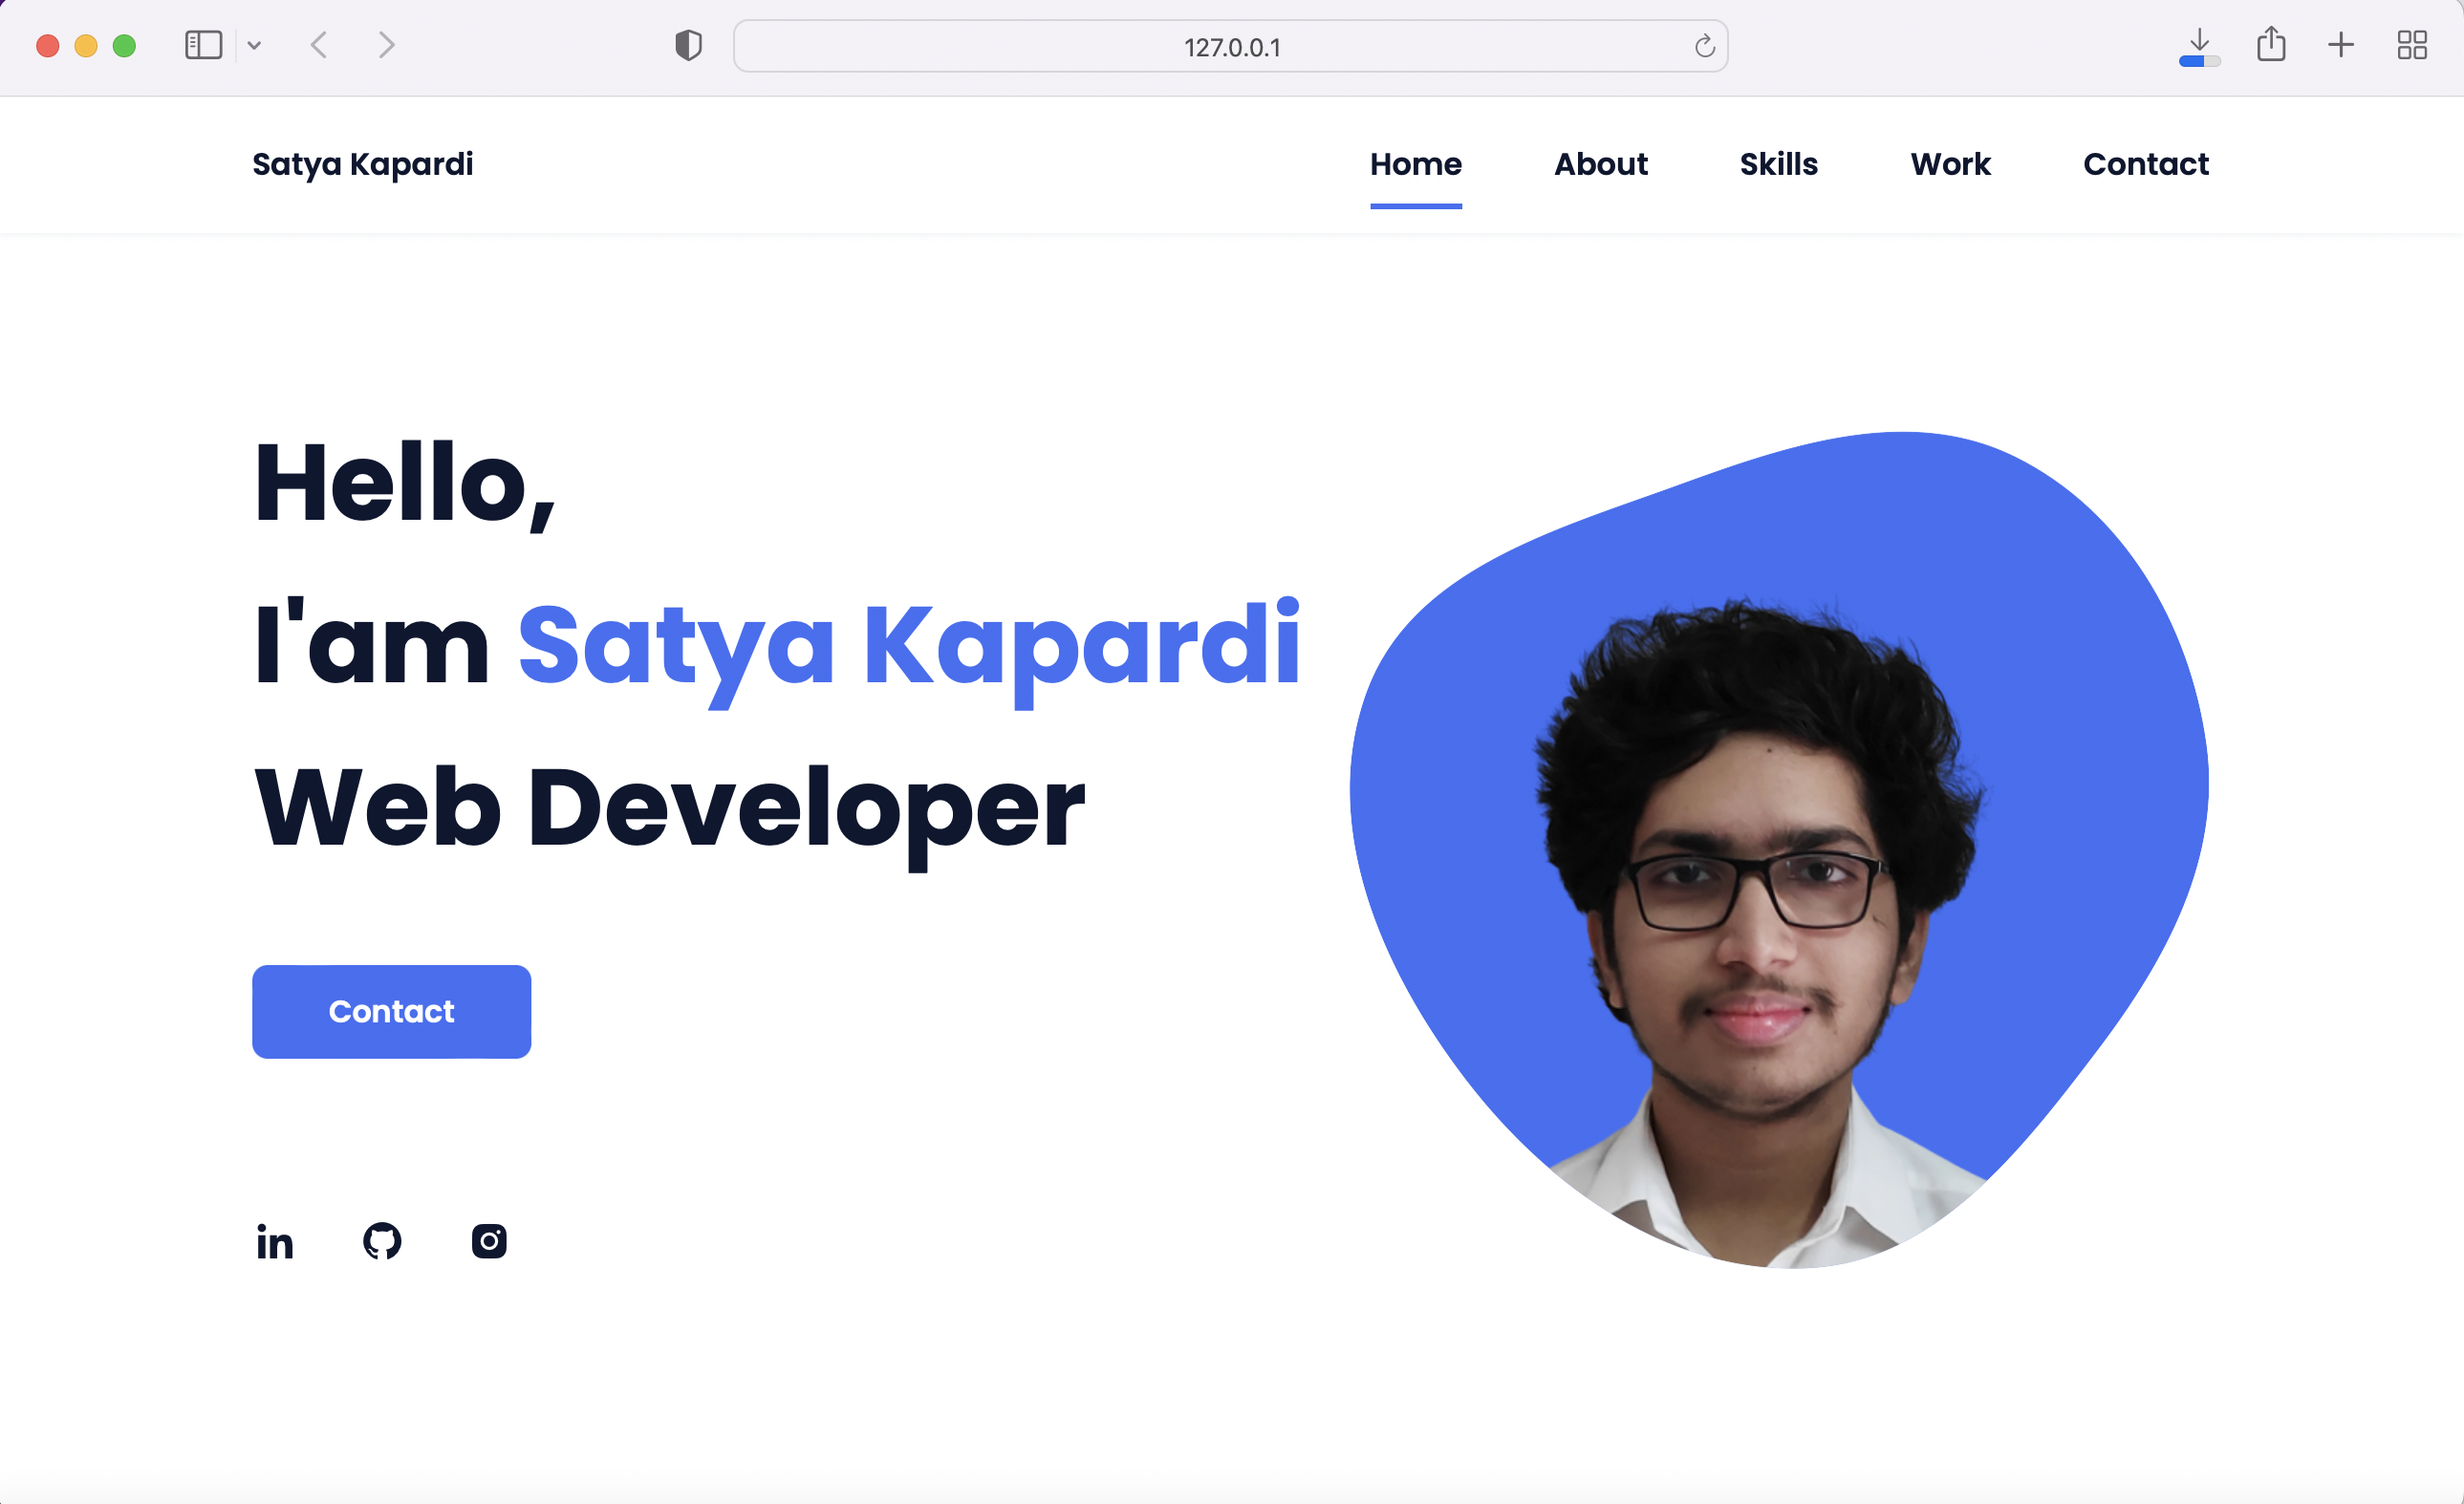 127.0.0.1
Satya Kapardi
Home About Skills Work Contact
Hello,
I'am Satya Kapardi
Web Developer
Contact
in